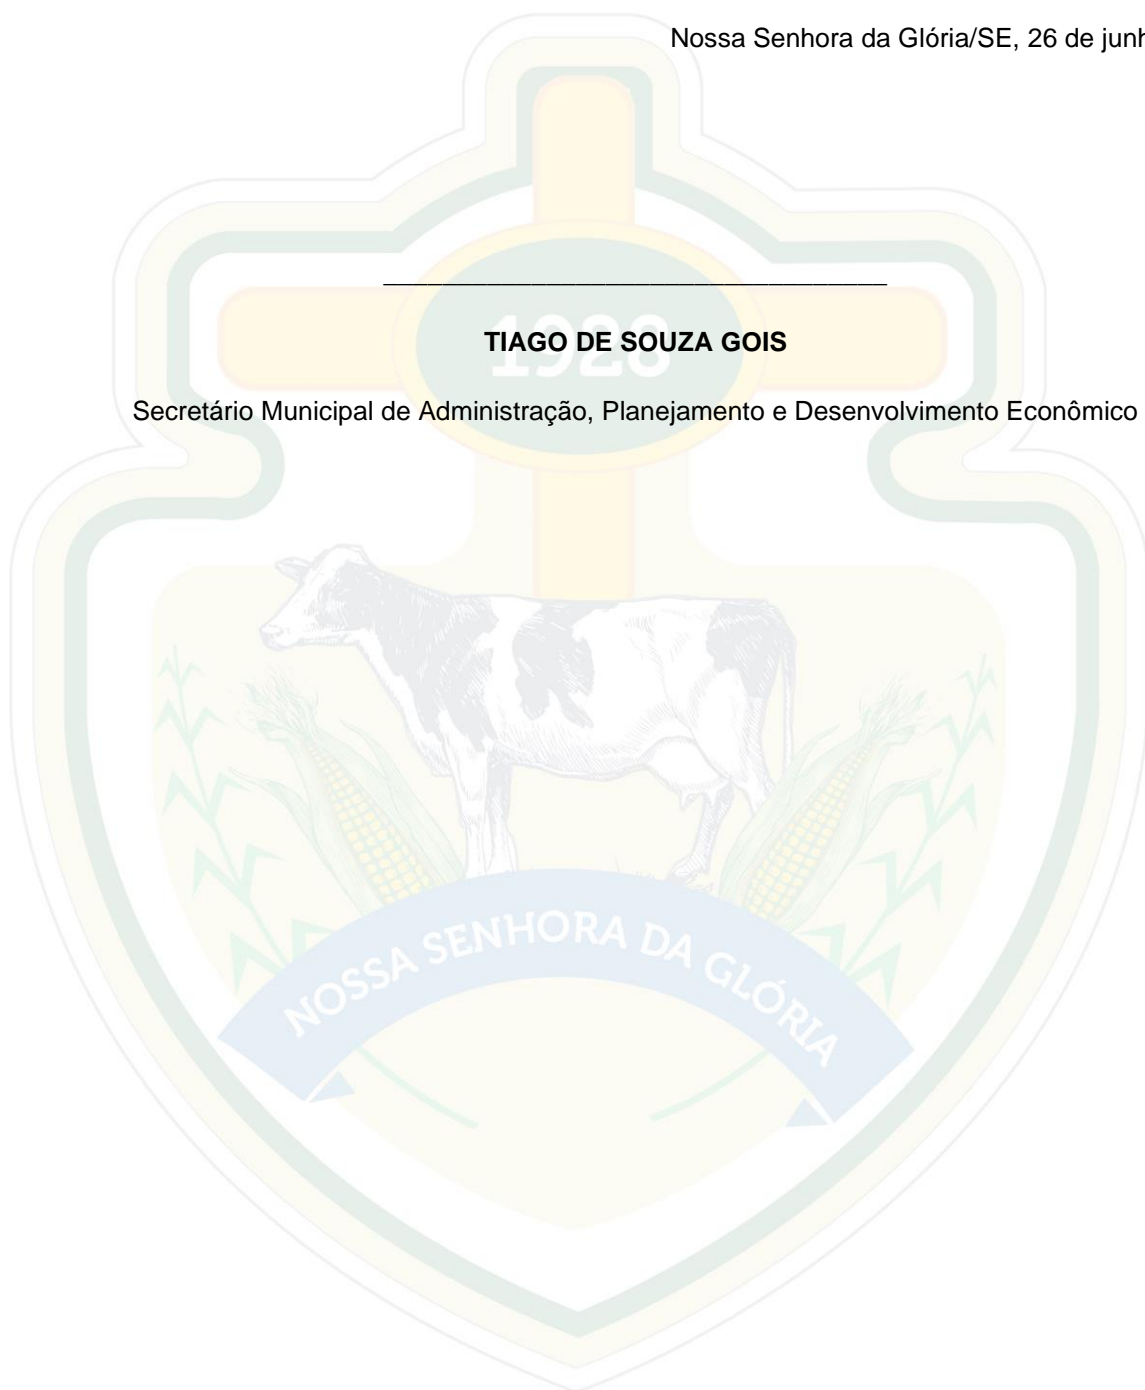 Nossa Senhora da Glória/SE, 26 de junh
TIAGO DE SOUZA GOIS
1928
Secretário Municipal de Administração, Planejamento e Desenvolvimento Econômico
NOSSA SENHORA DA GLÓRIA